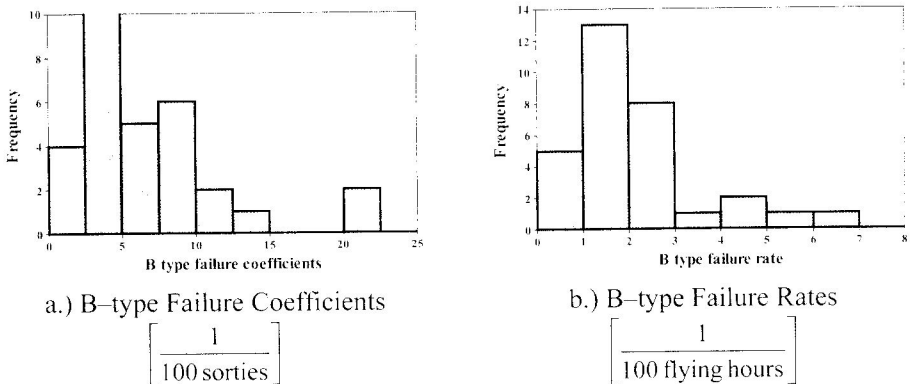 10
8
6
4
2
0
Frequency
0 5 10 15 20 25
B type failure coefficients
a.) B–type Failure Coefficients
[1 / 100 sorties]
14
12
10
8
6
4
2
0
Frequency
0 1 2 3 4 5 6 7 8
B type failure rate
b.) B–type Failure Rates
[1 / 100 flying hours]